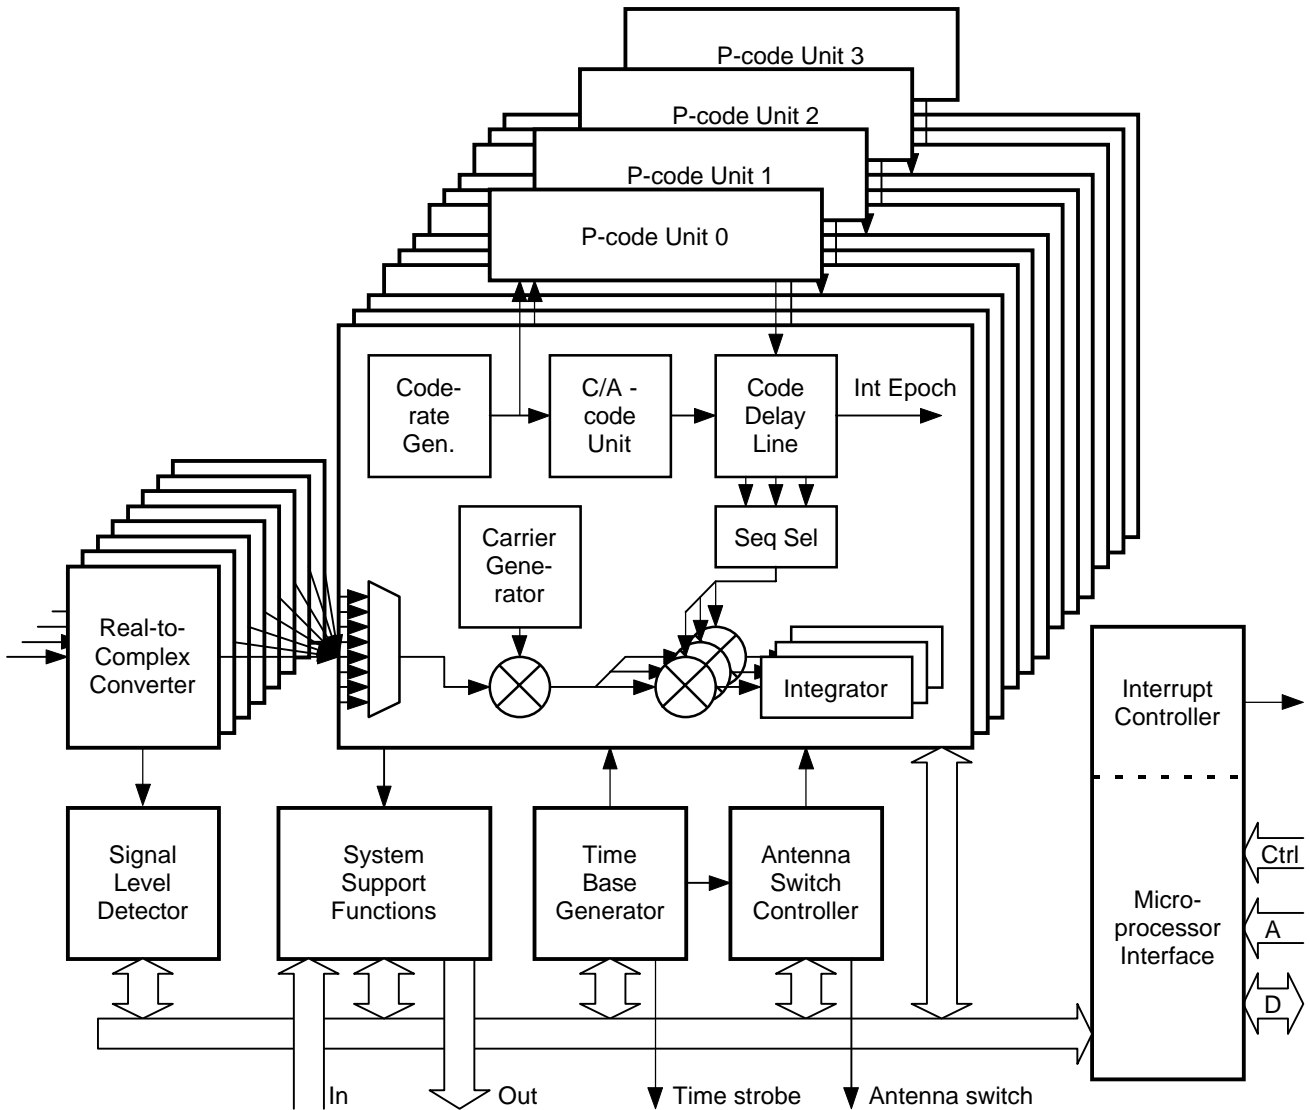 P-code Unit 3
P-code Unit 2
P-code Unit 1
P-code Unit 0
Code-
rate
Gen.
C/A -
code
Unit
Code
Delay
Line
Int Epoch
Carrier
Gene-
rator
Seq Sel
Real-to-
Complex
Converter
Integrator
Interrupt
Controller
Signal
Level
Detector
System
Support
Functions
Time
Base
Generator
Antenna
Switch
Controller
Micro-
processor
Interface
Ctrl
A
D
In
Out
Time strobe
Antenna switch